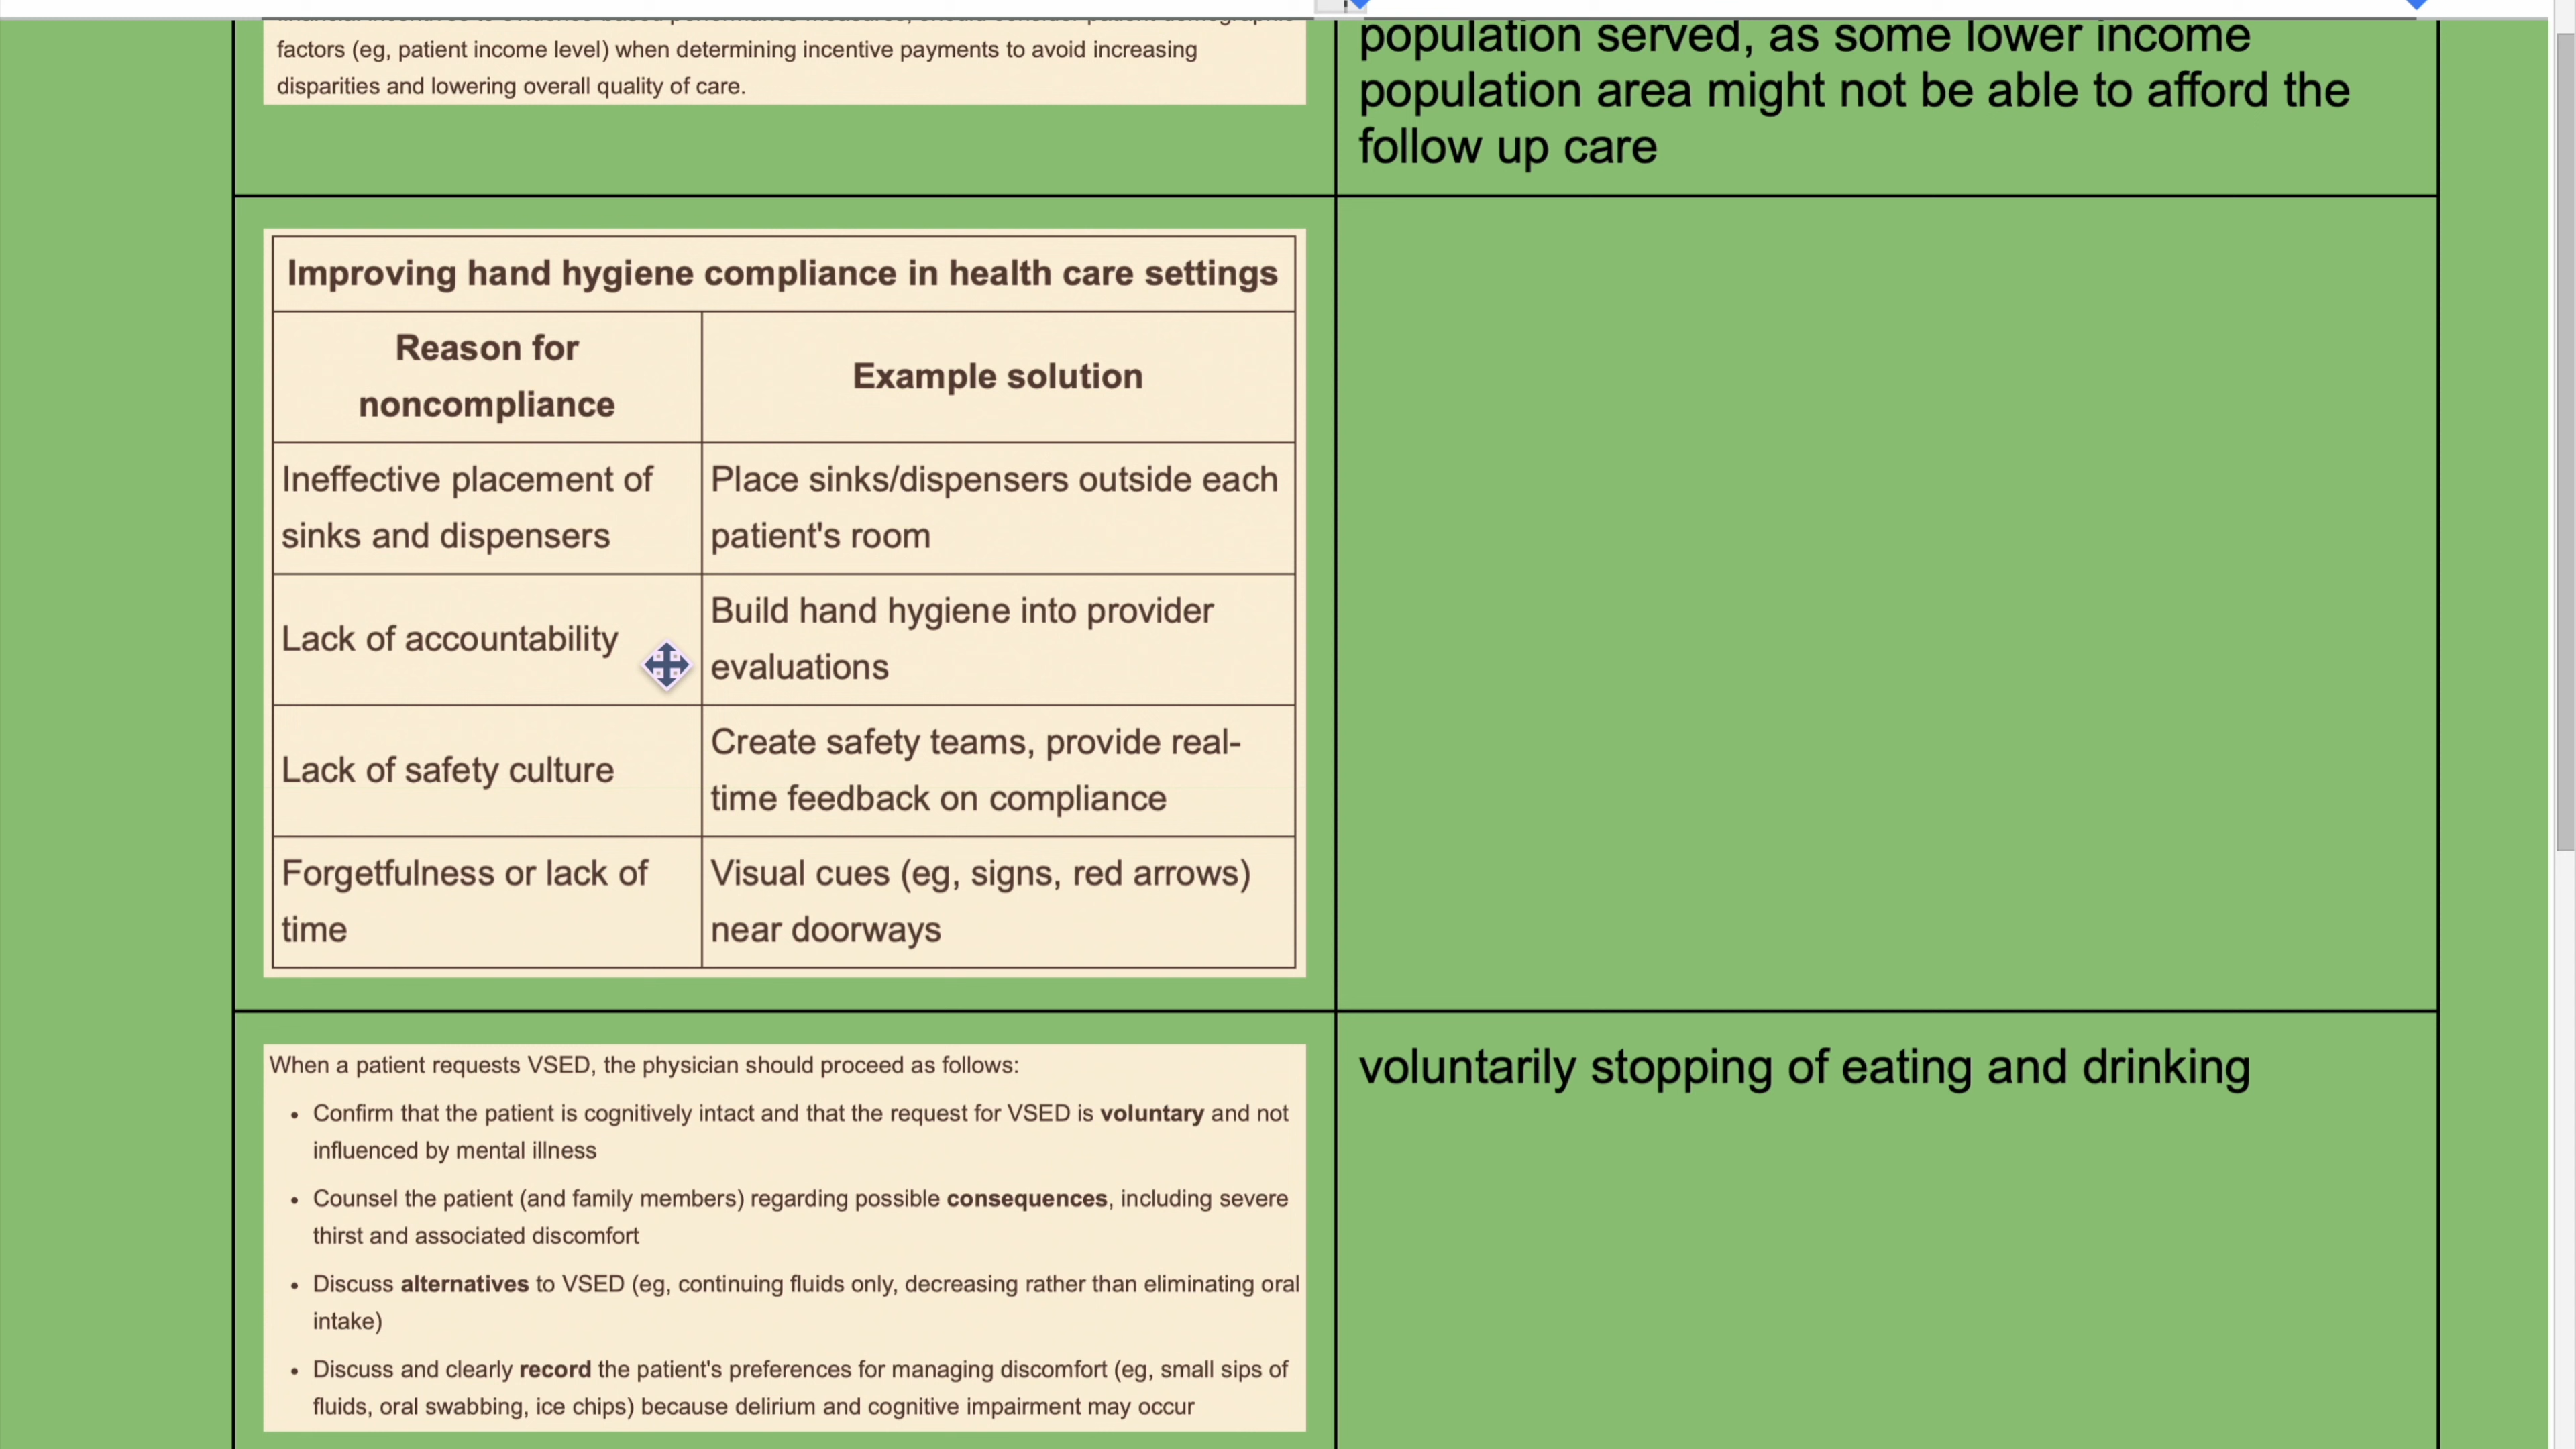 factors (eg, patient income level) when determining incentive payments to avoid increasing
disparities and lowering overall quality of care.
population served, as some lower income
population area might not be able to afford the
follow up care
Improving hand hygiene compliance in health care settings
Reason for
noncompliance
Example solution
Ineffective placement of
sinks and dispensers
Place sinks/dispensers outside each
patient's room
Lack of accountability
Build hand hygiene into provider
evaluations
Lack of safety culture
Create safety teams, provide real-
time feedback on compliance
Forgetfulness or lack of
time
Visual cues (eg, signs, red arrows)
near doorways
When a patient requests VSED, the physician should proceed as follows:
• Confirm that the patient is cognitively intact and that the request for VSED is voluntary and not
influenced by mental illness
• Counsel the patient (and family members) regarding possible consequences, including severe
thirst and associated discomfort
• Discuss alternatives to VSED (eg, continuing fluids only, decreasing rather than eliminating oral
intake)
• Discuss and clearly record the patient's preferences for managing discomfort (eg, small sips of
fluids, oral swabbing, ice chips) because delirium and cognitive impairment may occur
voluntarily stopping of eating and drinking